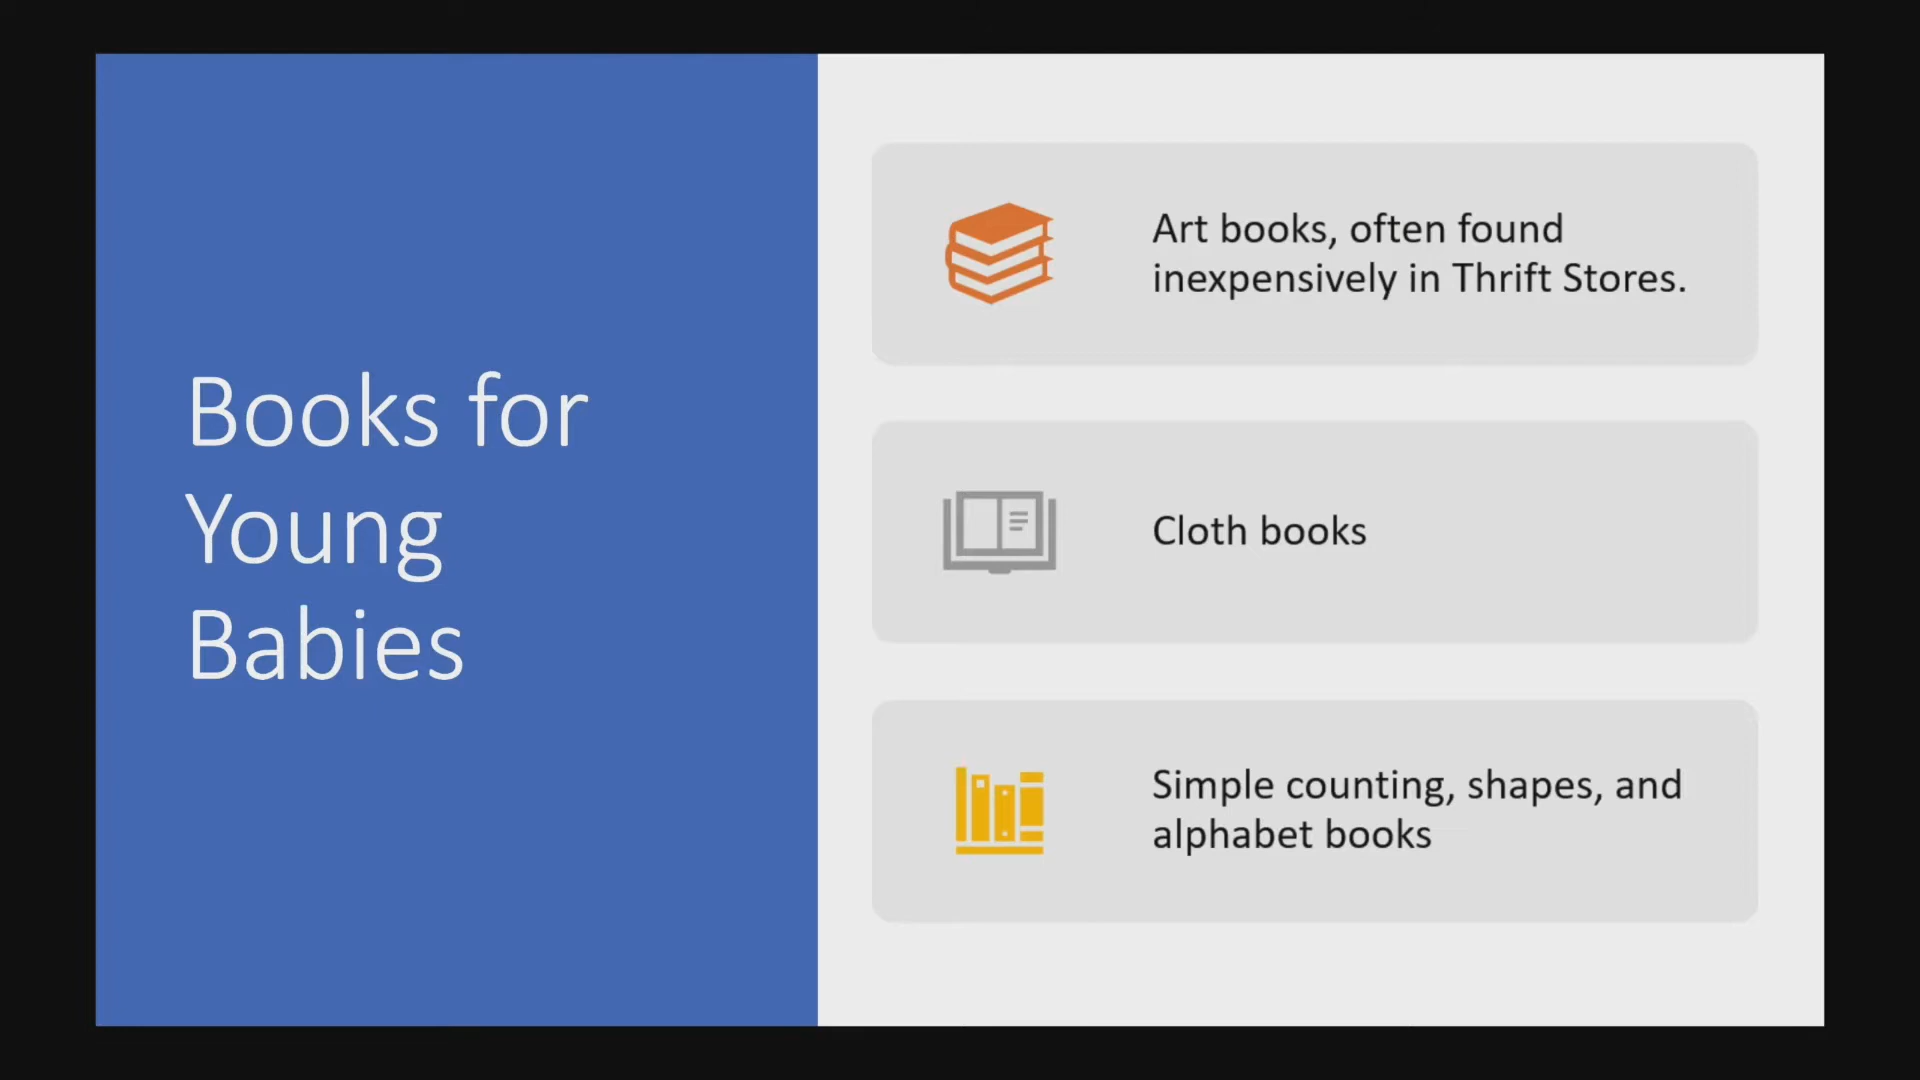 Books for
Young
Babies
Art books, often found
inexpensively in Thrift Stores.
Cloth books
Simple counting, shapes, and
alphabet books